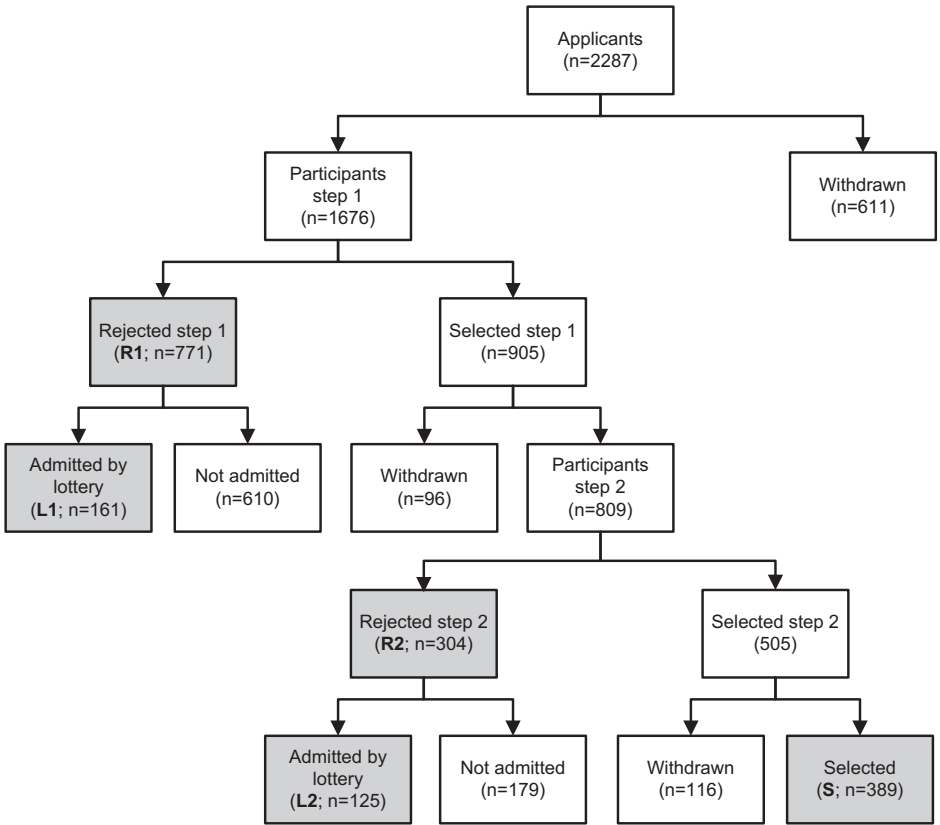 Applicants
(n=2287)
Participants
step 1
(n=1676)
Withdrawn
(n=611)
Rejected step 1
(R1; n=771)
Selected step 1
(n=905)
Admitted by
lottery
(L1; n=161)
Not admitted
(n=610)
Withdrawn
(n=96)
Participants
step 2
(n=809)
Rejected step 2
(R2; n=304)
Selected step 2
(505)
Admitted by
lottery
(L2; n=125)
Not admitted
(n=179)
Withdrawn
(n=116)
Selected
(S; n=389)